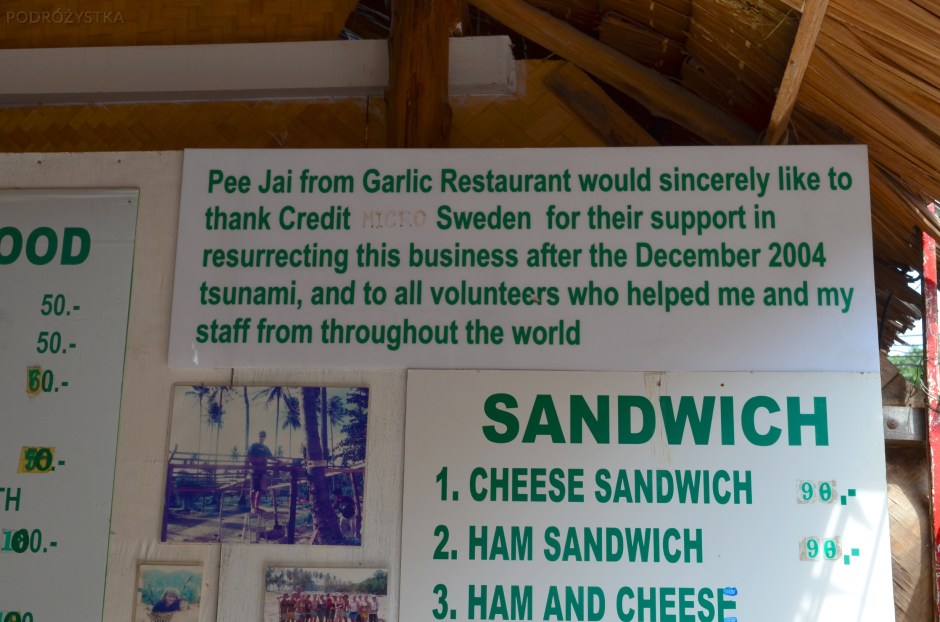 PODRÓŻYSTKA
Pee Jai from Garlic Restaurant would sincerely like to
thank Credit MICRO Sweden for their support in
resurrecting this business after the December 2004
tsunami, and to all volunteers who helped me and my
staff from throughout the world
OOD
50.-
50.-
60.-
50.-
TH
100.-
SANDWICH
1. CHEESE SANDWICH 90.-
2. HAM SANDWICH 90.-
3. HAM AND CHEESE